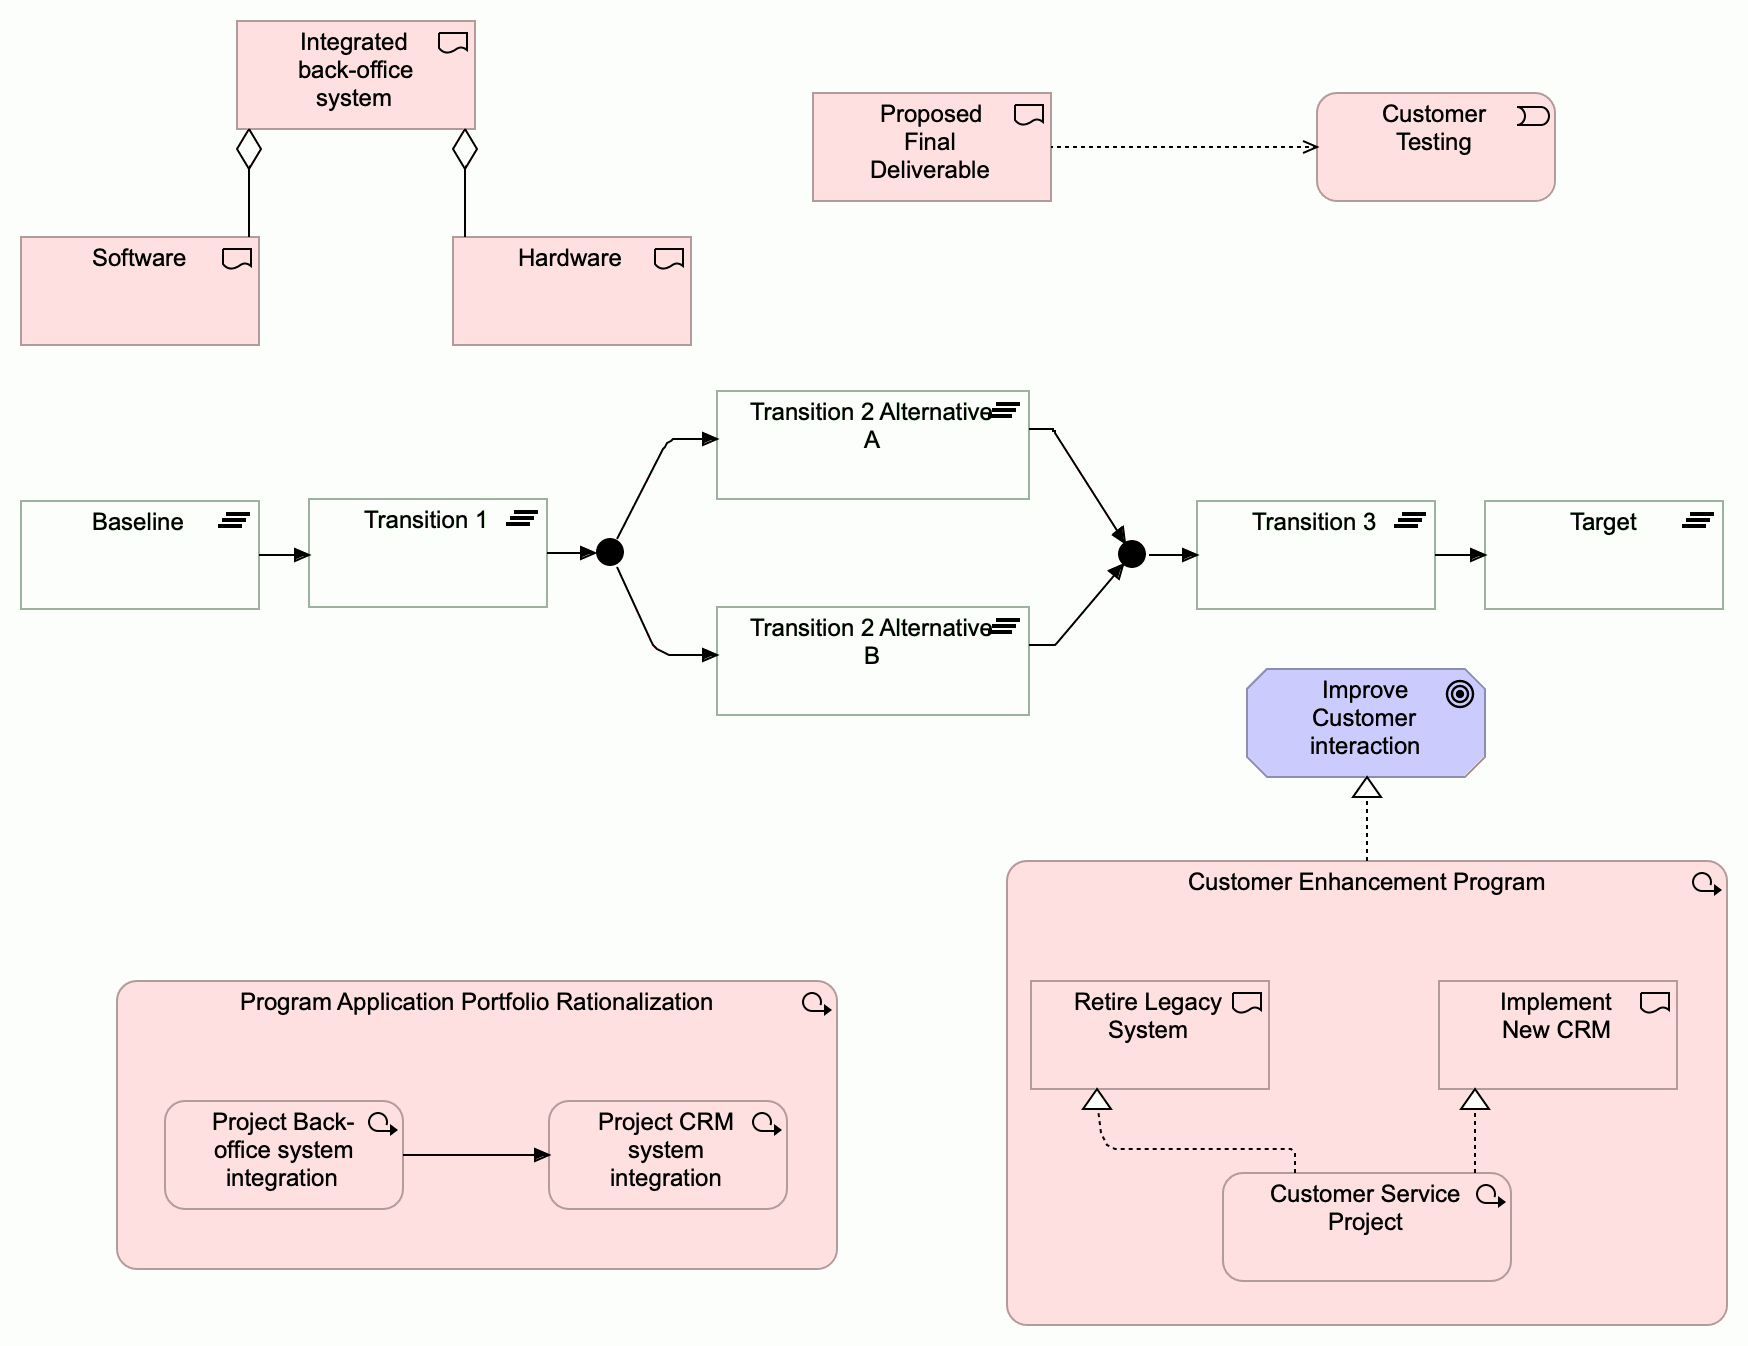 Integrated
back-office
system
Proposed
Final
Deliverable
Customer
Testing
Software
Hardware
Transition 2 Alternative
A
Baseline
Transition 1
Transition 3
Target
Transition 2 Alternative
B
Improve
Customer
interaction
Customer Enhancement Program
Program Application Portfolio Rationalization
Retire Legacy
System
Implement
New CRM
Project Back-
office system
integration
Project CRM
system
integration
Customer Service
Project